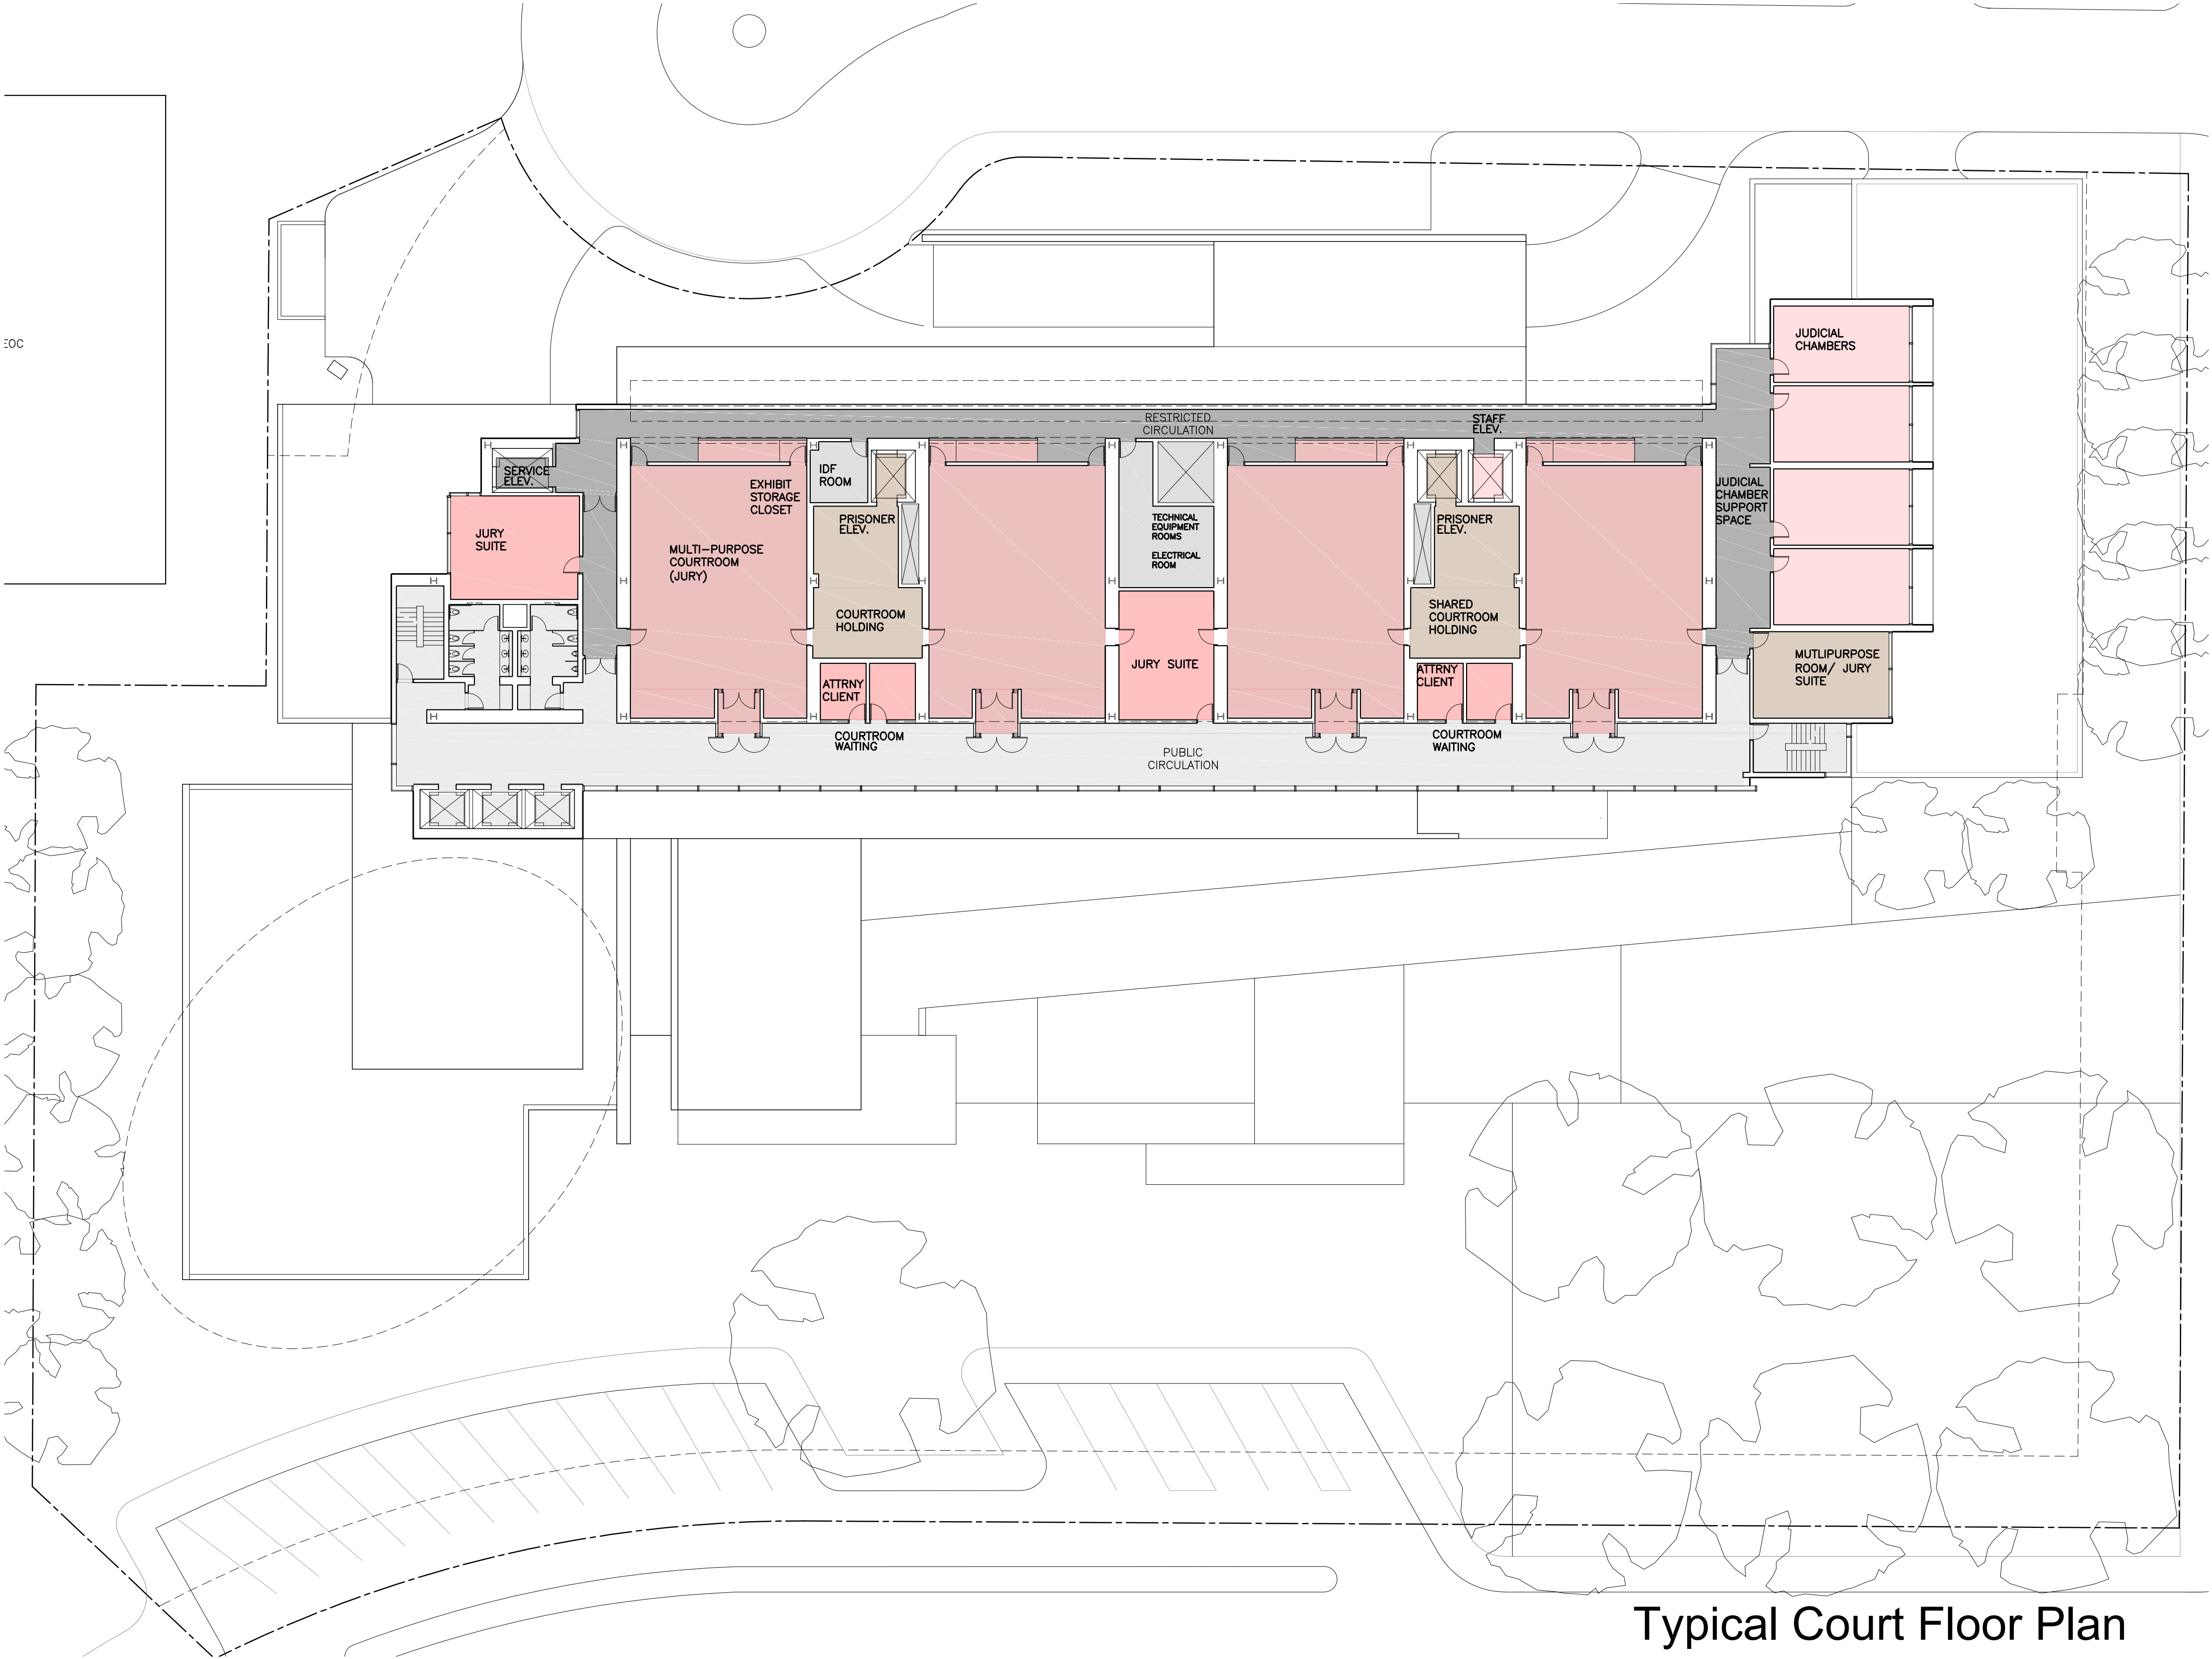 EOC
JUDICIAL
CHAMBERS
RESTRICTED
CIRCULATION
STAFF
ELEV.
SERVICE
ELEV.
IDF
ROOM
EXHIBIT
STORAGE
CLOSET
JUDICIAL
CHAMBER
SUPPORT
SPACE
JURY
SUITE
PRISONER
ELEV.
TECHNICAL
EQUIPMENT
ROOMS
ELECTRICAL
ROOM
PRISONER
ELEV.
MULTI-PURPOSE
COURTROOM
(JURY)
COURTROOM
HOLDING
SHARED
COURTROOM
HOLDING
JURY SUITE
MUTLIPURPOSE
ROOM/ JURY
SUITE
ATTRNY
CLIENT
ATTRNY
CLIENT
COURTROOM
WAITING
COURTROOM
WAITING
PUBLIC
CIRCULATION
Typical Court Floor Plan